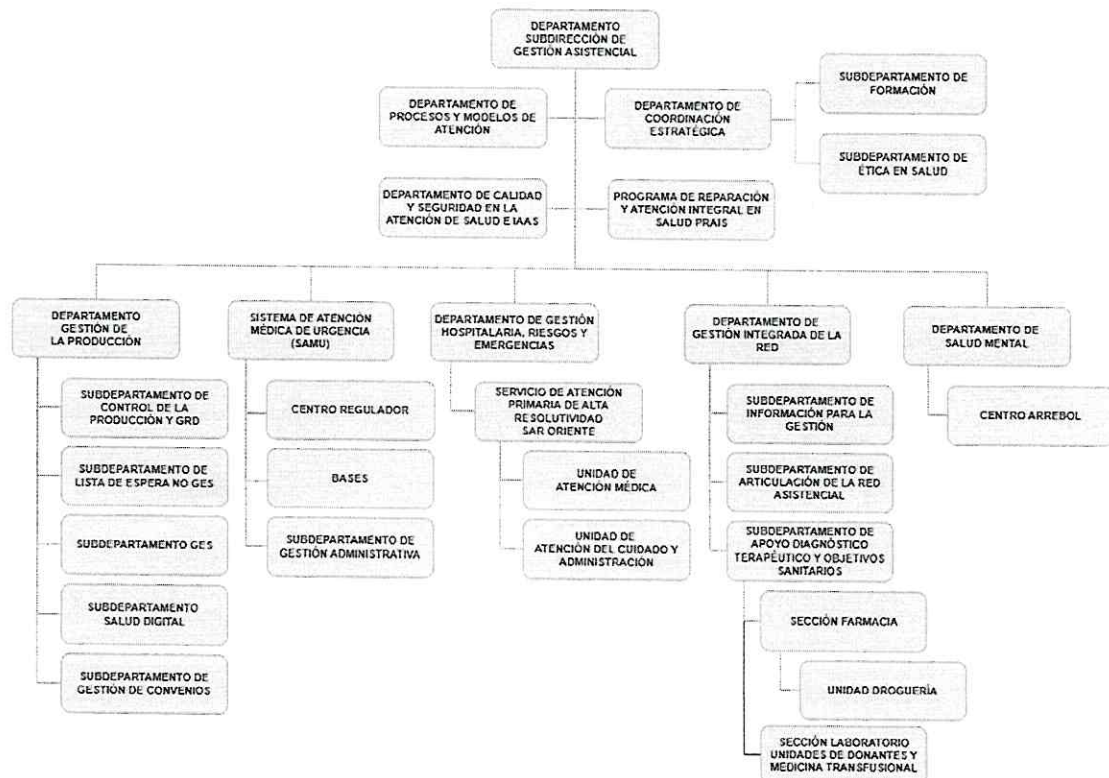 DEPARTAMENTO
SUBDIRECCIÓN DE
GESTIÓN ASISTENCIAL
DEPARTAMENTO DE
PROCESOS Y MODELOS DE
ATENCIÓN
DEPARTAMENTO DE
COORDINACIÓN
ESTRATÉGICA
SUBDEPARTAMENTO DE
FORMACIÓN
SUBDEPARTAMENTO DE
ÉTICA EN SALUD
DEPARTAMENTO DE CALIDAD
Y SEGURIDAD EN LA
ATENCIÓN DE SALUD E IAAS
PROGRAMA DE REPARACIÓN
Y ATENCIÓN INTEGRAL EN
SALUD PRAIS
DEPARTAMENTO
GESTIÓN DE
LA PRODUCCIÓN
SUBDEPARTAMENTO DE
CONTROL DE LA
PRODUCCIÓN Y GRD
SUBDEPARTAMENTO DE
LISTA DE ESPERA NO GES
SUBDEPARTAMENTO GES
SUBDEPARTAMENTO
SALUD DIGITAL
SUBDEPARTAMENTO DE
GESTIÓN DE CONVENIOS
SISTEMA DE ATENCIÓN
MÉDICA DE URGENCIA
(SAMU)
CENTRO REGULADOR
BASES
SUBDEPARTAMENTO DE
GESTIÓN ADMINISTRATIVA
DEPARTAMENTO DE GESTIÓN
HOSPITALARIA, RIESGOS Y
EMERGENCIAS
SERVICIO DE ATENCIÓN
PRIMARIA DE ALTA
RESOLUTIVIDAD
SAR ORIENTE
UNIDAD DE
ATENCIÓN MÉDICA
UNIDAD DE
ATENCIÓN DEL CUIDADO Y
ADMINISTRACIÓN
DEPARTAMENTO DE
GESTIÓN INTEGRADA DE LA
RED
SUBDEPARTAMENTO DE
INFORMACIÓN PARA LA
GESTIÓN
SUBDEPARTAMENTO DE
ARTICULACIÓN DE LA RED
ASISTENCIAL
SUBDEPARTAMENTO DE
APOYO DIAGNÓSTICO
TERAPÉUTICO Y OBJETIVOS
SANITARIOS
SECCIÓN FARMACIA
UNIDAD DROGUERÍA
SECCIÓN LABORATORIO
UNIDADES DE DONANTES Y
MEDICINA TRANSFUSIONAL
DEPARTAMENTO DE
SALUD MENTAL
CENTRO ARREBOL